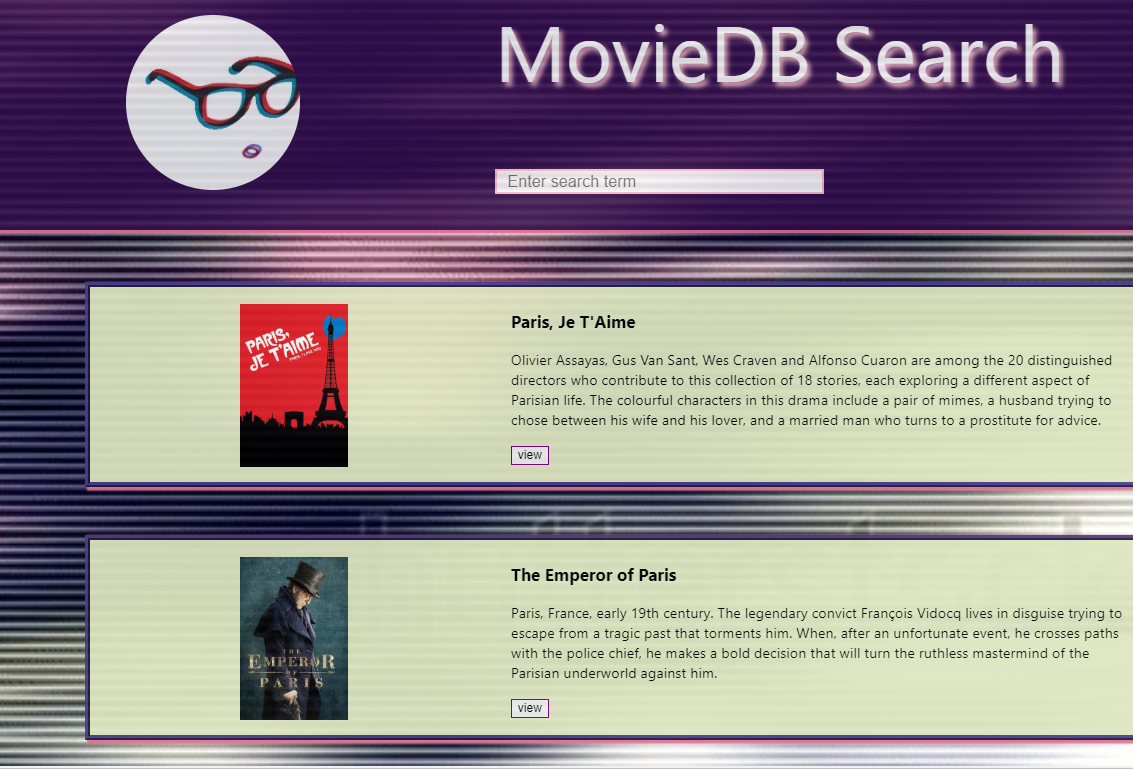 MovieDB Search
Enter search term
PARIS,
JE T'AIME
Paris, Je T'Aime
Olivier Assayas, Gus Van Sant, Wes Craven and Alfonso Cuaron are among the 20 distinguished
directors who contribute to this collection of 18 stories, each exploring a different aspect of
Parisian life. The colourful characters in this drama include a pair of mimes, a husband trying to
chose between his wife and his lover, and a married man who turns to a prostitute for advice.
view
THE
EMPEROR
OF
PARIS
The Emperor of Paris
Paris, France, early 19th century. The legendary convict François Vidocq lives in disguise trying to
escape from a tragic past that torments him. When, after an unfortunate event, he crosses paths
with the police chief, he makes a bold decision that will turn the ruthless mastermind of the
Parisian underworld against him.
view